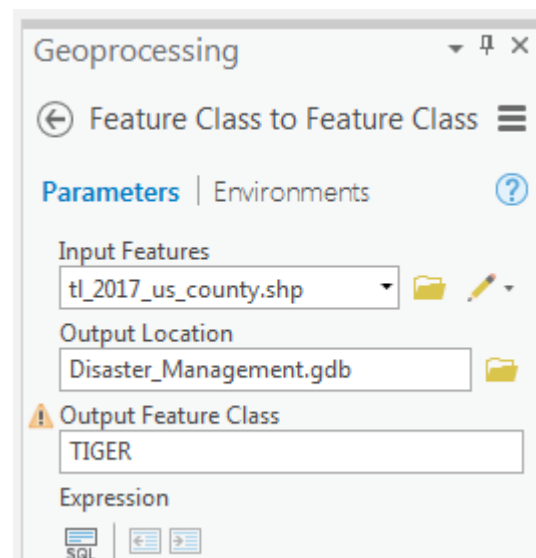 Geoprocessing
Feature Class to Feature Class
Parameters | Environments
Input Features
tl_2017_us_county.shp
Output Location
Disaster_Management.gdb
Output Feature Class
TIGER
Expression
SQL